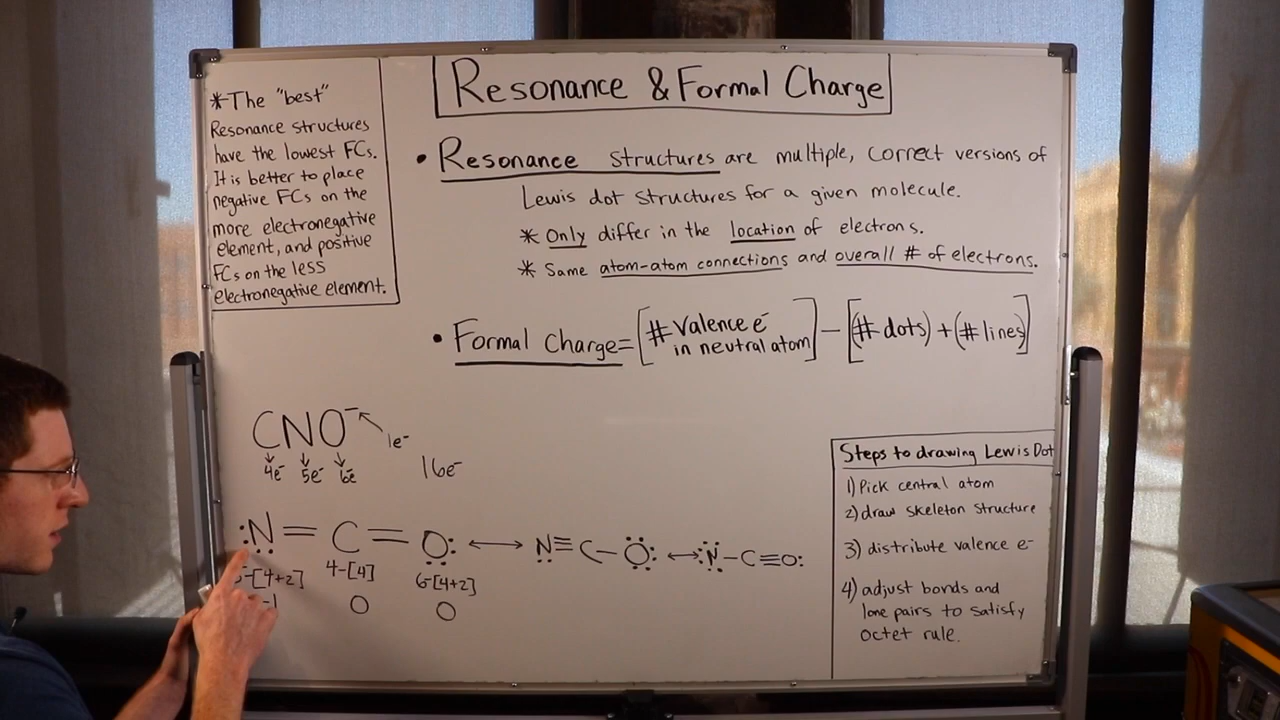 Resonance & Formal Charge
*The "best"
Resonance structures
have the lowest FCs.
It is better to place
negative FCs on the
more electronegative
element, and positive
FCs on the less
electronegative element.
• Resonance structures are multiple, correct versions of
Lewis dot structures for a given molecule.
* Only differ in the location of electrons.
* Same atom-atom connections and overall # of electrons.
• Formal Charge = [# valence e⁻ in neutral atom] − [(# dots) + (# lines)]
CNO⁻
1e⁻
4e⁻ 5e⁻ 6e⁻
16e⁻
:N̤=C=O̤: ⟷ N̈≡C−Ö̤: ⟷ :N̤̈−C≡O:
-[4+2] 4-[4] 6-[4+2]
-1 0 0
Steps to drawing Lewis Dot
1) Pick central atom
2) draw skeleton structure
3) distribute valence e⁻
4) adjust bonds and
lone pairs to satisfy
octet rule.